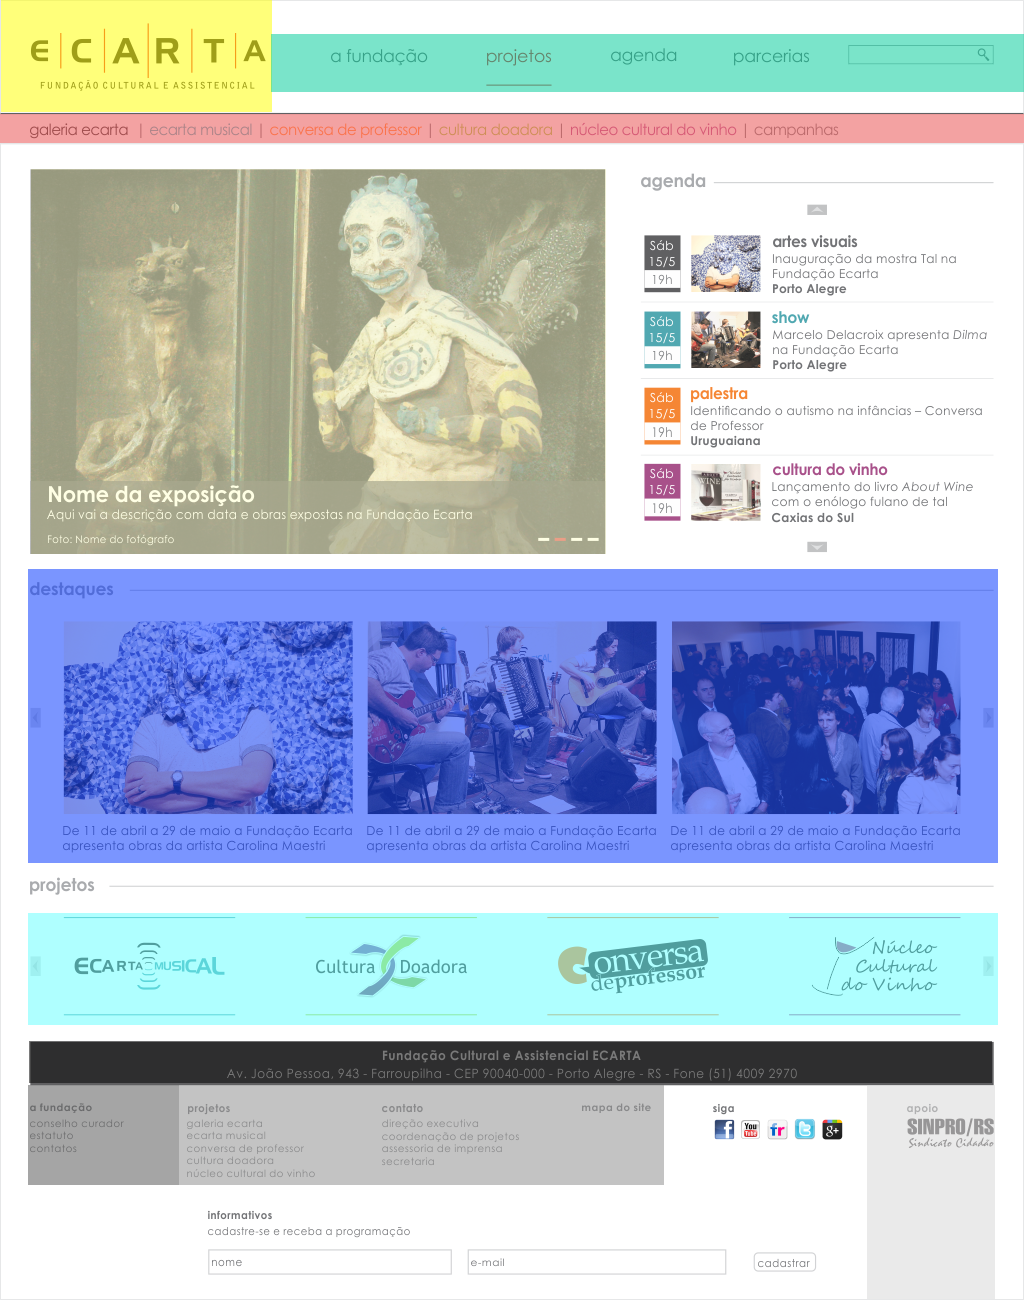 ECARTA
FUNDAÇÃO CULTURAL E ASSISTENCIAL
a fundação projetos agenda parcerias
galeria ecarta | ecarta musical | conversa de professor | cultura doadora | núcleo cultural do vinho | campanhas
Nome da exposição
Aqui vai a descrição com data e obras expostas na Fundação Ecarta
Foto: Nome do fotógrafo
agenda
Sáb
15/5
19h
artes visuais
Inauguração da mostra Tal na
Fundação Ecarta
Porto Alegre
Sáb
15/5
19h
show
Marcelo Delacroix apresenta Dilma
na Fundação Ecarta
Porto Alegre
Sáb
15/5
19h
palestra
Identificando o autismo na infâncias – Conversa
de Professor
Uruguaiana
Sáb
15/5
19h
WINE
cultura do vinho
Lançamento do livro About Wine
com o enólogo fulano de tal
Caxias do Sul
destaques
De 11 de abril a 29 de maio a Fundação Ecarta
apresenta obras da artista Carolina Maestri
De 11 de abril a 29 de maio a Fundação Ecarta
apresenta obras da artista Carolina Maestri
De 11 de abril a 29 de maio a Fundação Ecarta
apresenta obras da artista Carolina Maestri
projetos
ECARTA MUSICAL
Cultura Doadora
Conversa
deprofessor
Núcleo
Cultural
do Vinho
Fundação Cultural e Assistencial ECARTA
Av. João Pessoa, 943 - Farroupilha - CEP 90040-000 - Porto Alegre - RS - Fone (51) 4009 2970
a fundação
conselho curador
estatuto
contatos
projetos
galeria ecarta
ecarta musical
conversa de professor
cultura doadora
núcleo cultural do vinho
contato
direção executiva
coordenação de projetos
assessoria de imprensa
secretaria
mapa do site
siga
f You Tube fr t g+
apoio
SINPRO/RS
Sindicato Cidadão
informativos
cadastre-se e receba a programação
nome e-mail cadastrar